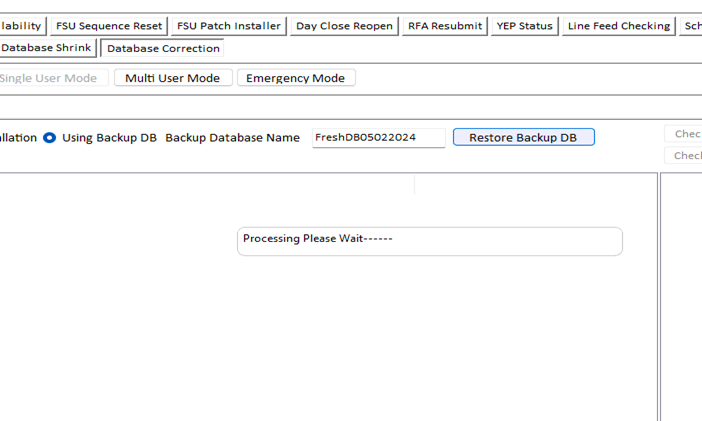 lability FSU Sequence Reset FSU Patch Installer Day Close Reopen RFA Resubmit YEP Status Line Feed Checking Sch
Database Shrink Database Correction
Single User Mode Multi User Mode Emergency Mode
allation Using Backup DB Backup Database Name FreshDB05022024 Restore Backup DB Chec
Check
Processing Please Wait------